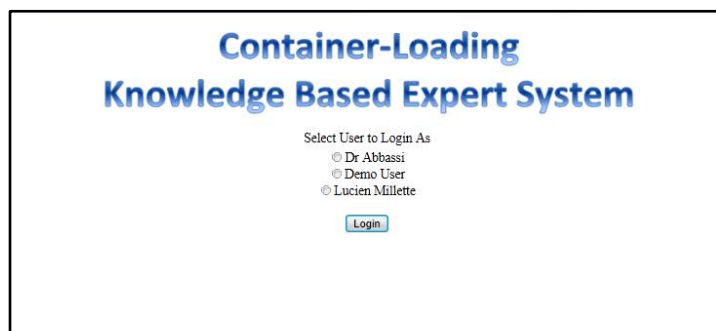 Container-Loading
Knowledge Based Expert System
Select User to Login As
Dr Abbassi
Demo User
Lucien Millette
Login